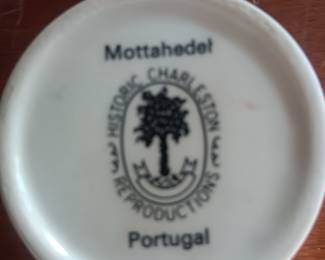 Mottahedeh
HISTORIC CHARLESTON
REPRODUCTIONS
Portugal